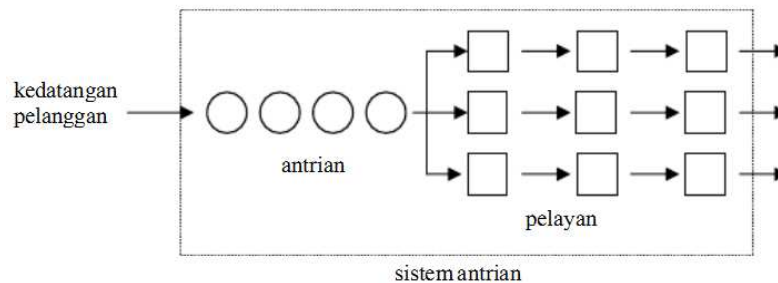 kedatangan
pelanggan
antrian
pelayan
sistem antrian